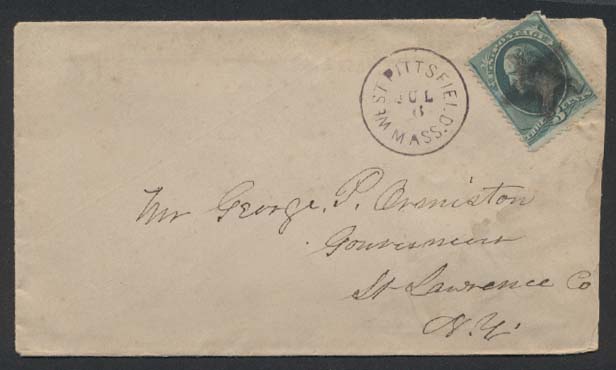 WEST PITTSFIELD. MASS.
JUL
6
Mr George. P. Ormiston
Gouverneur
St Lawrence Co
N.Y.